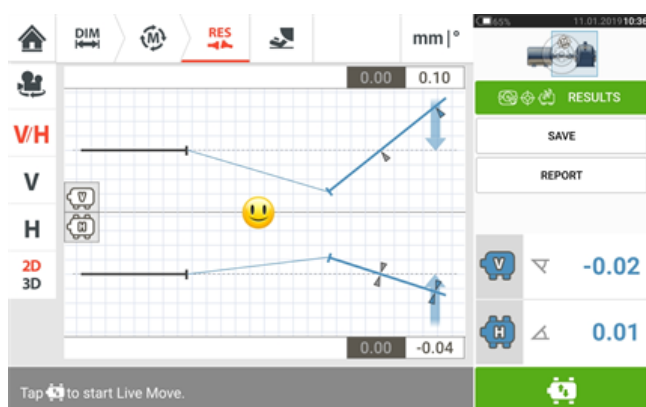 DIM
M
RES
mm|°
65%
11.01.2019 10:36
0.00 0.10
RESULTS
SAVE
REPORT
V/H
V
H
2D
3D
V
H
V
-0.02
H
0.01
0.00 -0.04
Tap to start Live Move.